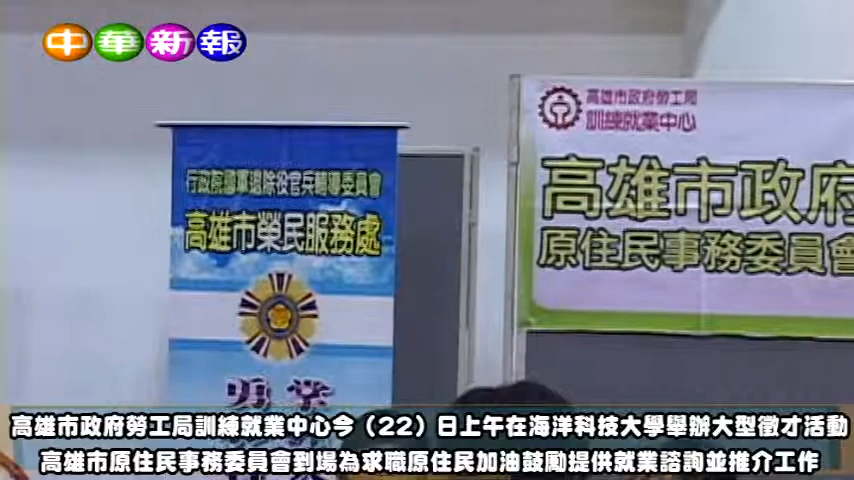 中華新報
高雄市政府勞工局
訓練就業中心
行政院國軍退除役官兵輔導委員會
高雄市榮民服務處
高雄市政府
原住民事務委員會
業
高雄市政府勞工局訓練就業中心今（22）日上午在海洋科技大學舉辦大型徵才活動
高雄市原住民事務委員會到場為求職原住民加油鼓勵提供就業諮詢並推介工作